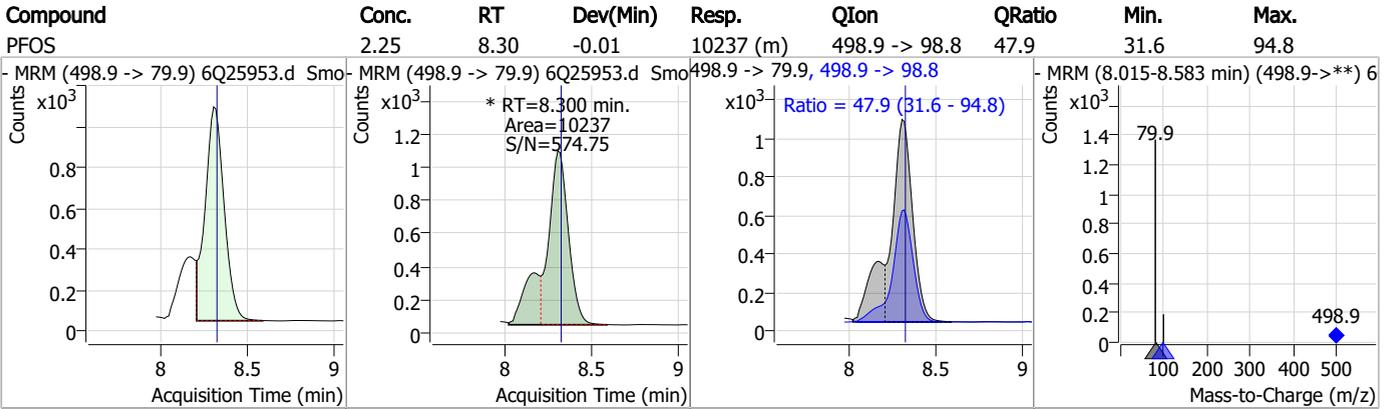 Compound Conc. RT Dev(Min) Resp. QIon QRatio Min. Max.
PFOS 2.25 8.30 -0.01 10237 (m) 498.9 -> 98.8 47.9 31.6 94.8
- MRM (498.9 -> 79.9) 6Q25953.d Smo
Counts
x10³
0.8
0.6
0.4
0.2
0
8 8.5 9
Acquisition Time (min)
- MRM (498.9 -> 79.9) 6Q25953.d Smo
Counts
x10³
* RT=8.300 min.
Area=10237
S/N=574.75
1.2
1
0.8
0.6
0.4
0.2
0
8 8.5 9
Acquisition Time (min)
498.9 -> 79.9, 498.9 -> 98.8
x10³
Ratio = 47.9 (31.6 - 94.8)
1
0.8
0.6
0.4
0.2
0
8 8.5 9
Acquisition Time (min)
- MRM (8.015-8.583 min) (498.9->**) 6
Counts
x10³
1.4
1.2
1
0.8
0.6
0.4
0.2
0
79.9
498.9
100 200 300 400 500
Mass-to-Charge (m/z)